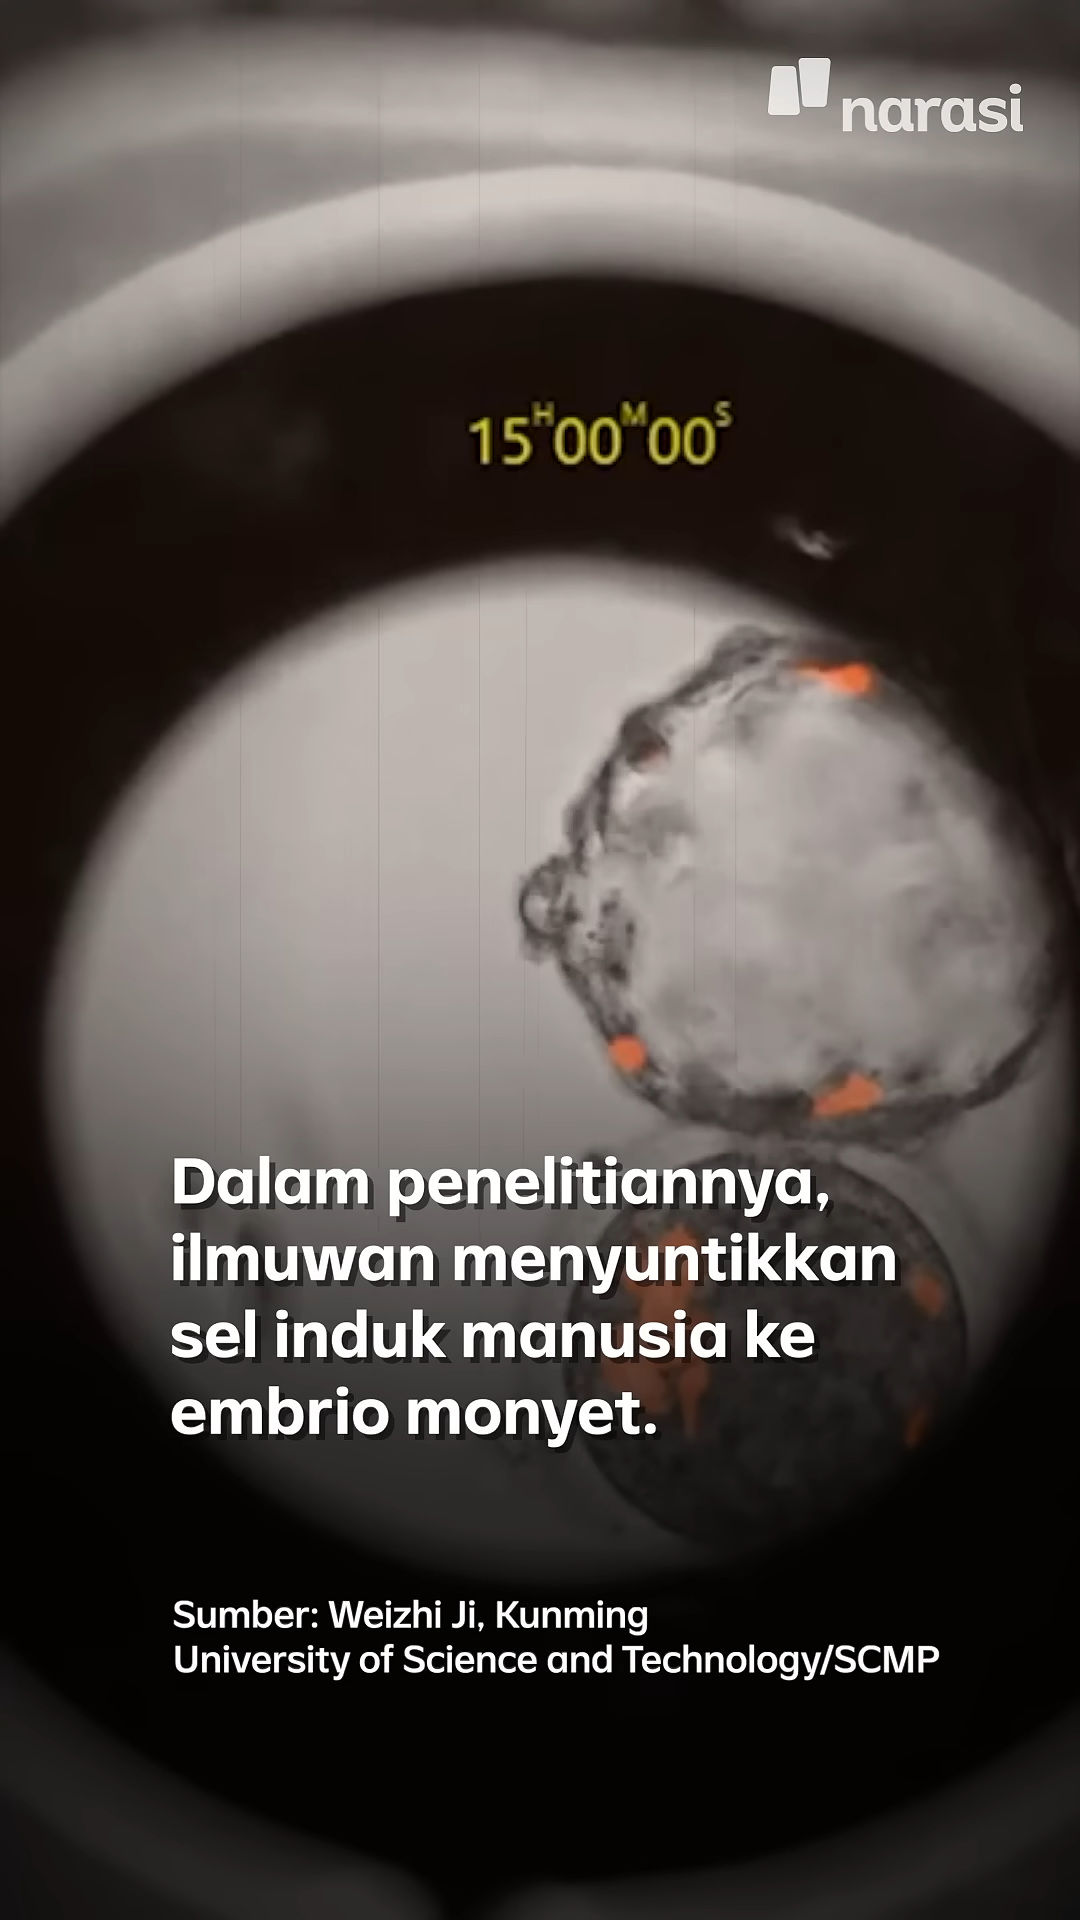 narasi
15H00M00S
Dalam penelitiannya,
ilmuwan menyuntikkan
sel induk manusia ke
embrio monyet.
Sumber: Weizhi Ji, Kunming
University of Science and Technology/SCMP